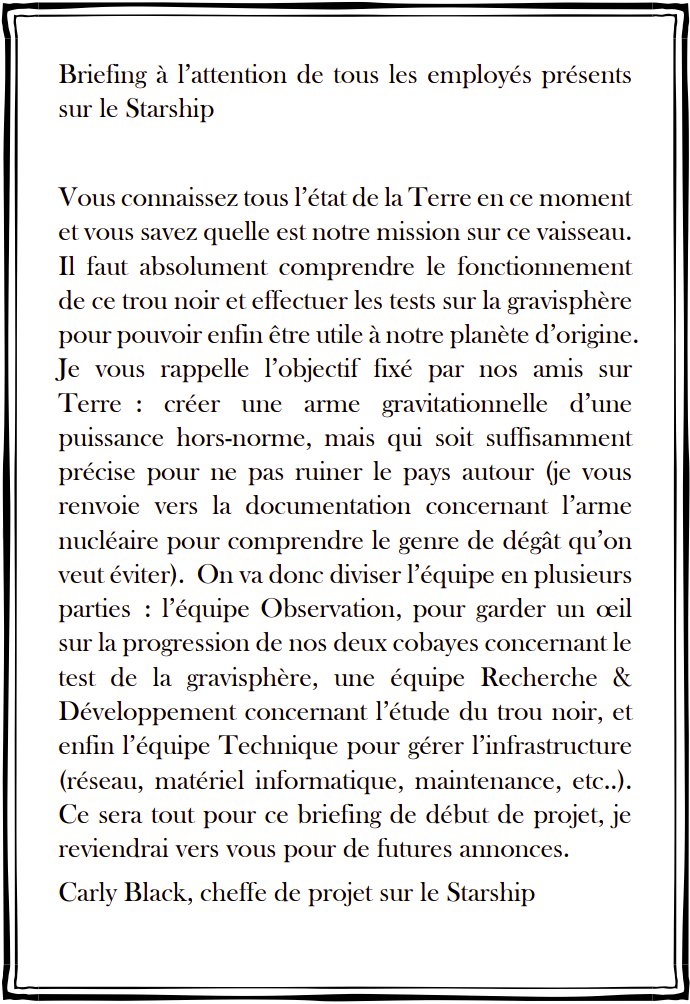 Briefing à l’attention de tous les employés présents
sur le Starship
Vous connaissez tous l’état de la Terre en ce moment
et vous savez quelle est notre mission sur ce vaisseau.
Il faut absolument comprendre le fonctionnement
de ce trou noir et effectuer les tests sur la gravisphère
pour pouvoir enfin être utile à notre planète d’origine.
Je vous rappelle l’objectif fixé par nos amis sur
Terre : créer une arme gravitationnelle d’une
puissance hors-norme, mais qui soit suffisamment
précise pour ne pas ruiner le pays autour (je vous
renvoie vers la documentation concernant l’arme
nucléaire pour comprendre le genre de dégât qu’on
veut éviter).  On va donc diviser l’équipe en plusieurs
parties : l’équipe Observation, pour garder un œil
sur la progression de nos deux cobayes concernant le
test de la gravisphère, une équipe Recherche &
Développement concernant l’étude du trou noir, et
enfin l’équipe Technique pour gérer l’infrastructure
(réseau, matériel informatique, maintenance, etc..).
Ce sera tout pour ce briefing de début de projet, je
reviendrai vers vous pour de futures annonces.
Carly Black, cheffe de projet sur le Starship